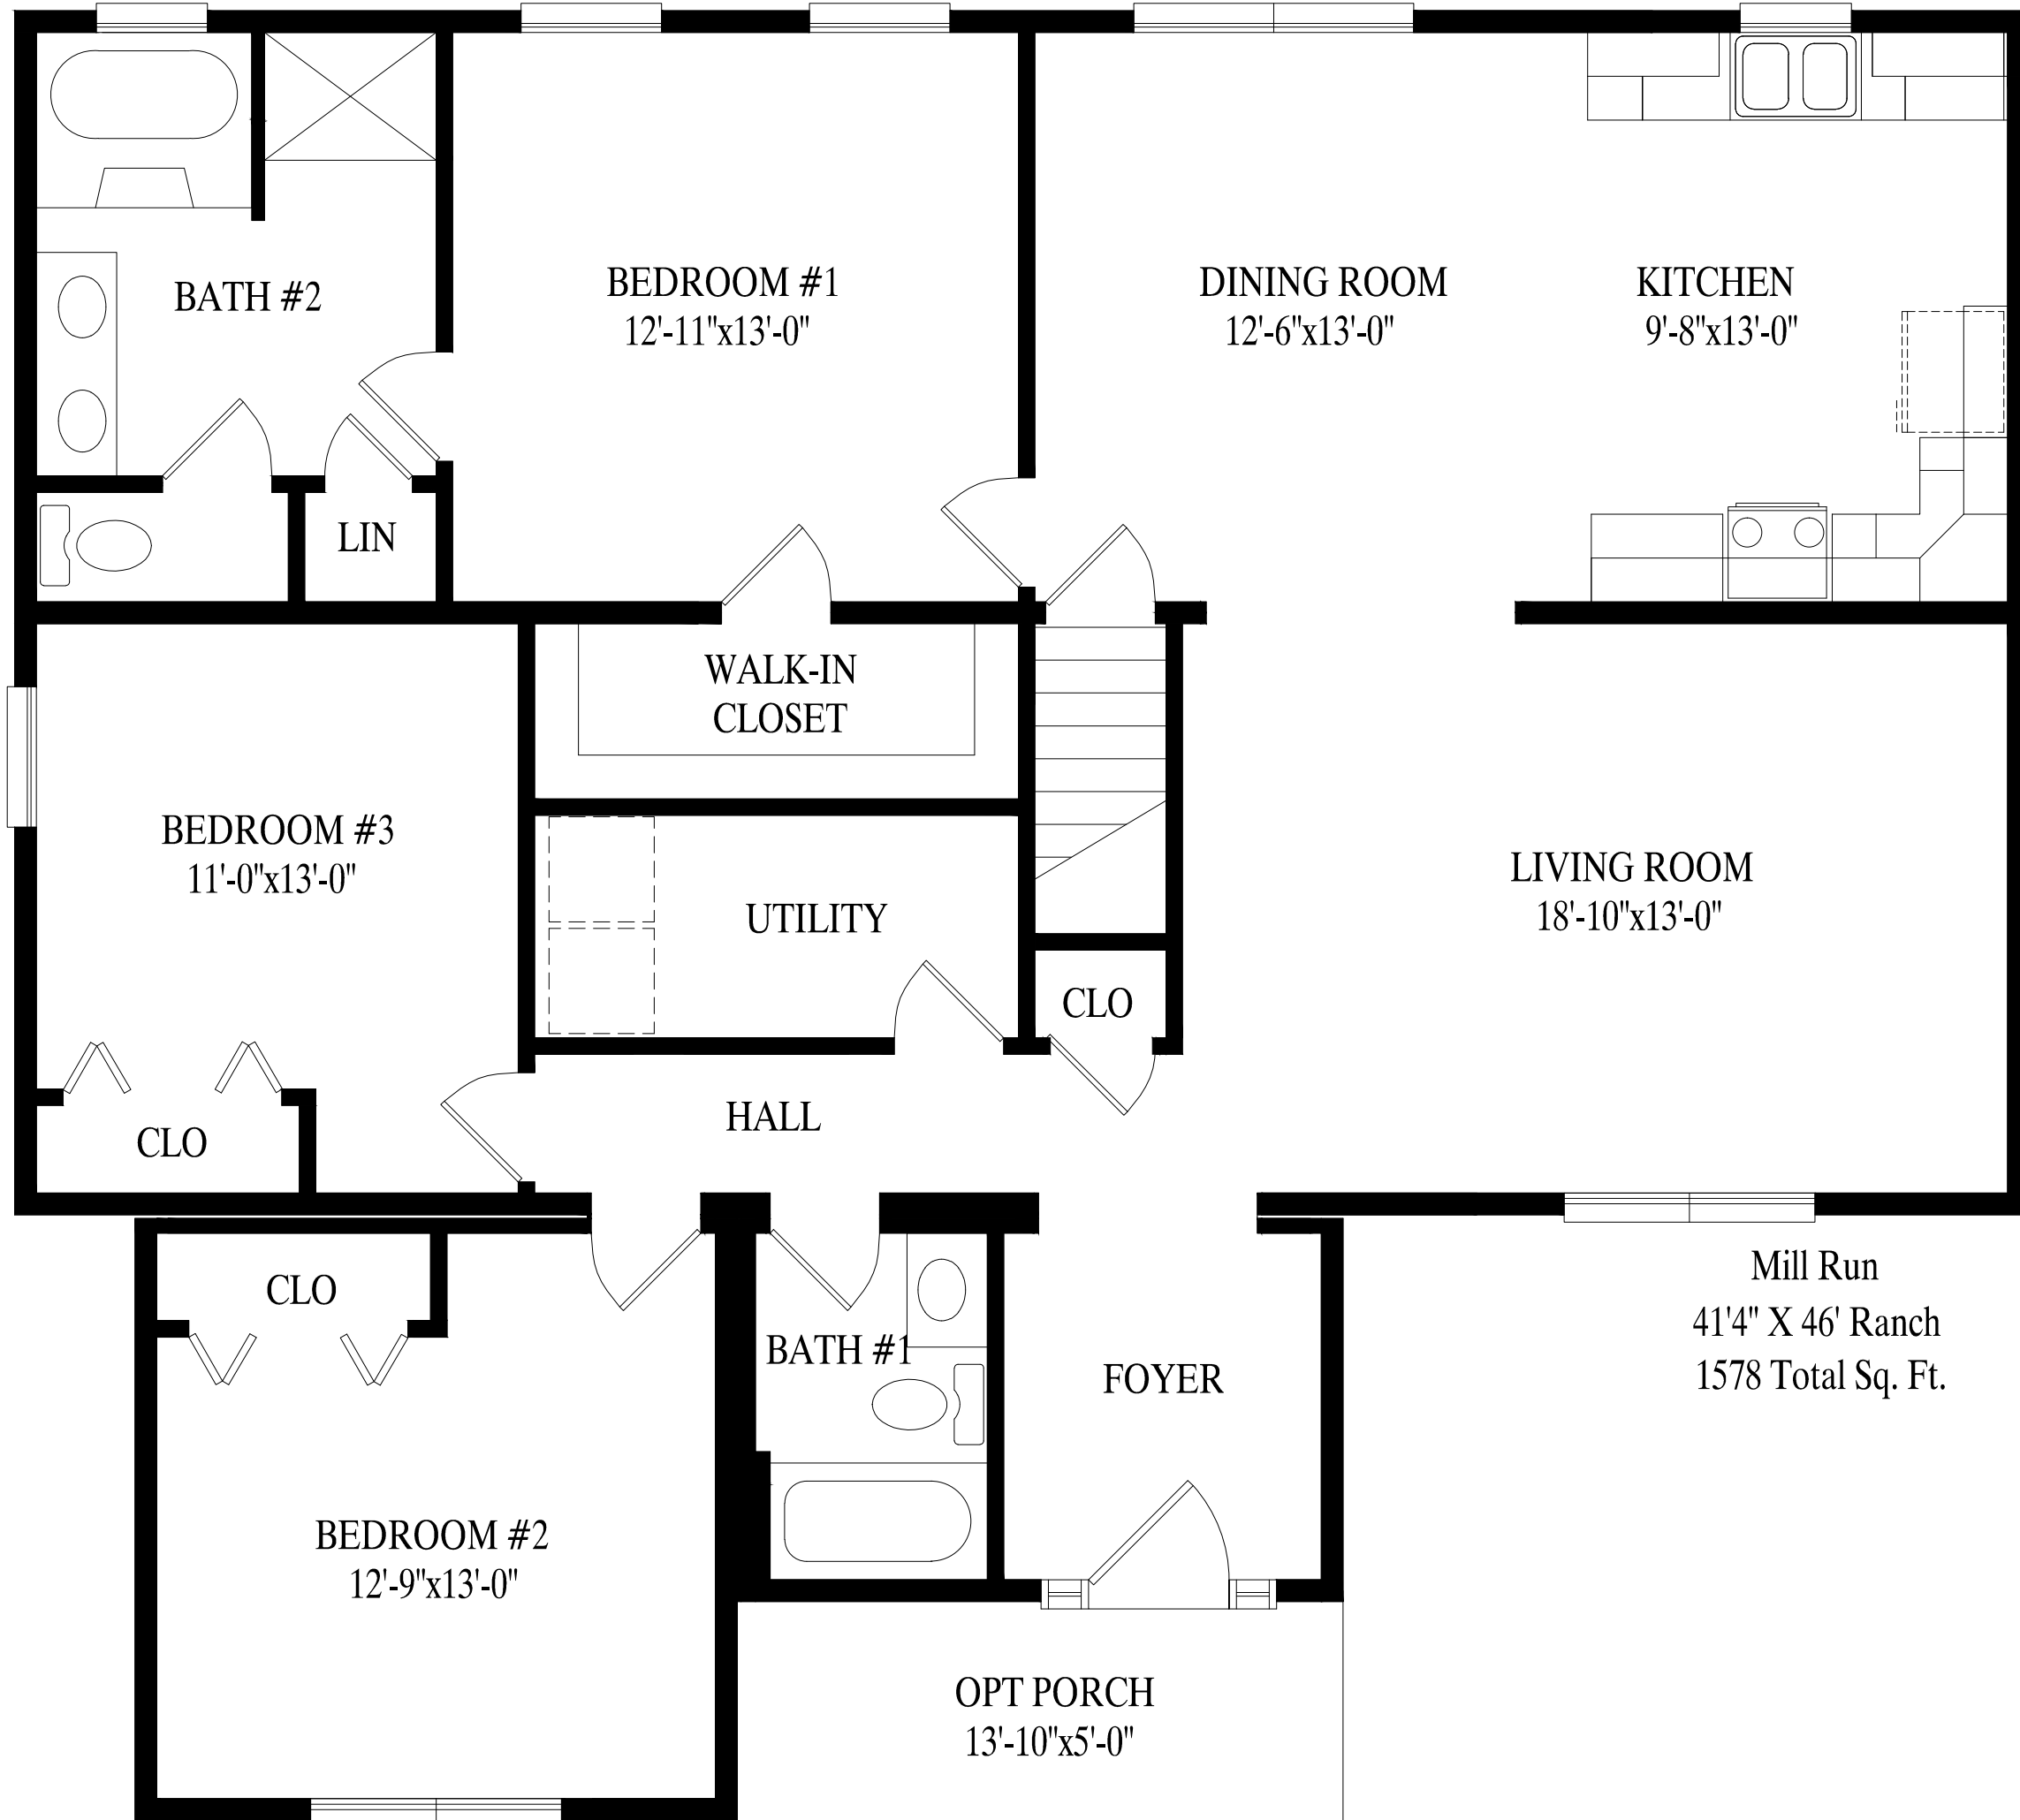 BATH #2
BEDROOM #1
12'-11"x13'-0"
DINING ROOM
12'-6"x13'-0"
KITCHEN
9'-8"x13'-0"
LIN
WALK-IN
CLOSET
BEDROOM #3
11'-0"x13'-0"
UTILITY
LIVING ROOM
18'-10"x13'-0"
CLO
HALL
CLO
CLO
BATH #1
FOYER
Mill Run
41'4" X 46' Ranch
1578 Total Sq. Ft.
BEDROOM #2
12'-9"x13'-0"
OPT PORCH
13'-10"x5'-0"